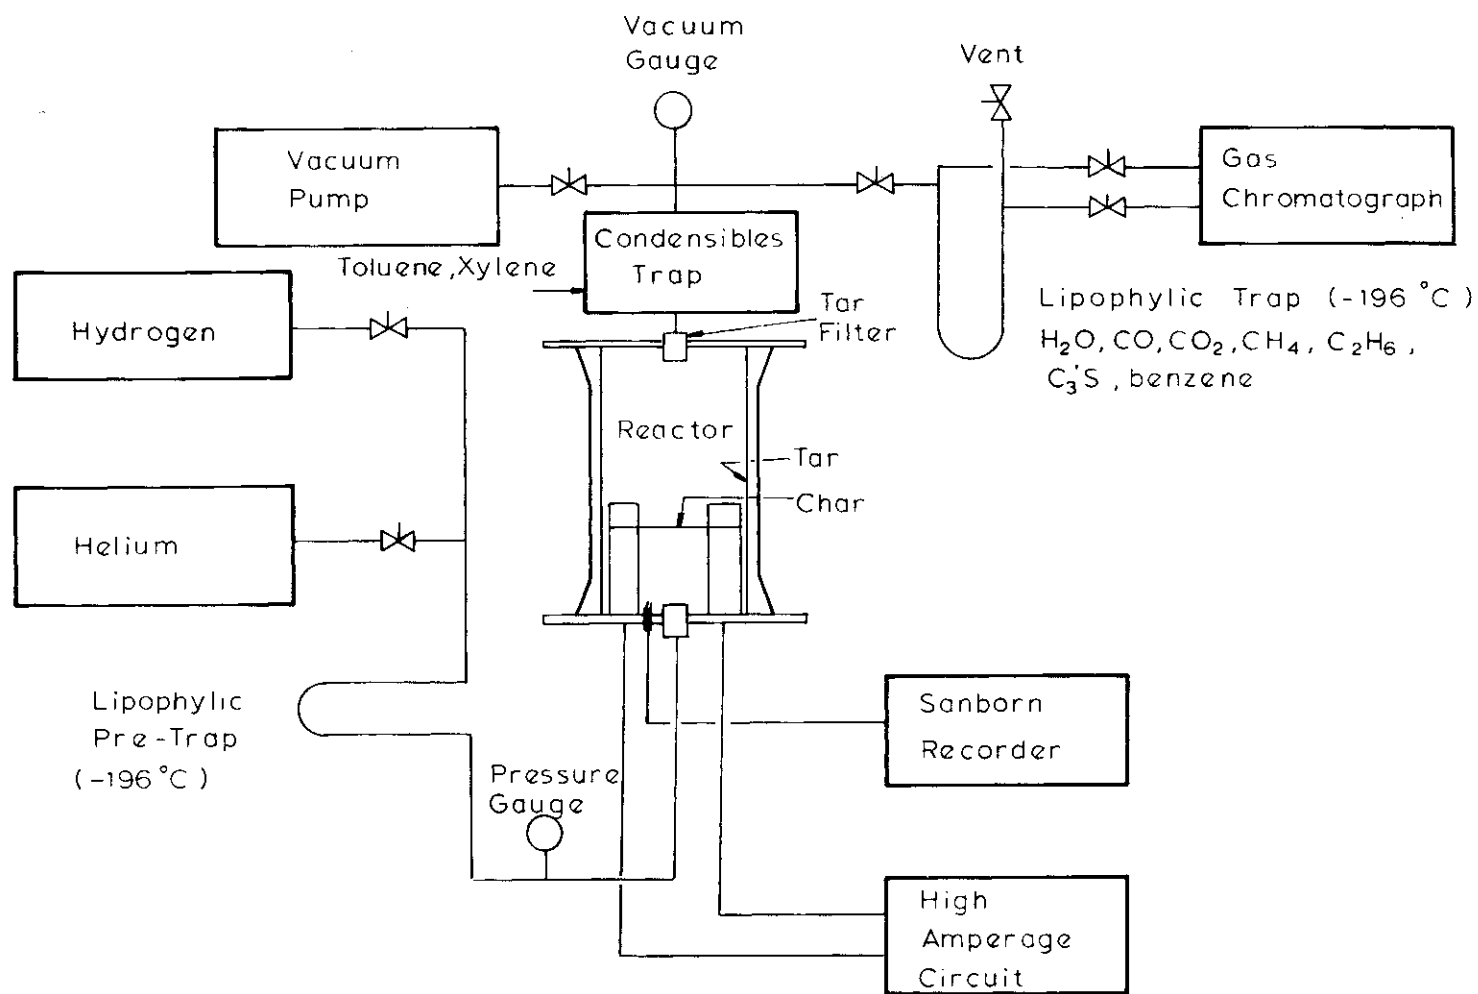 Vacuum
Gauge
Vent
Vacuum
Pump
Gas
Chromatograph
Condensibles
Trap
Toluene,Xylene
Hydrogen
Tar
Filter
Lipophylic Trap (-196 °C)
H₂O, CO, CO₂, CH₄, C₂H₆,
C₃'S, benzene
Reactor
Tar
Char
Helium
Lipophylic
Pre-Trap
(-196 °C)
Sanborn
Recorder
Pressure
Gauge
High
Amperage
Circuit